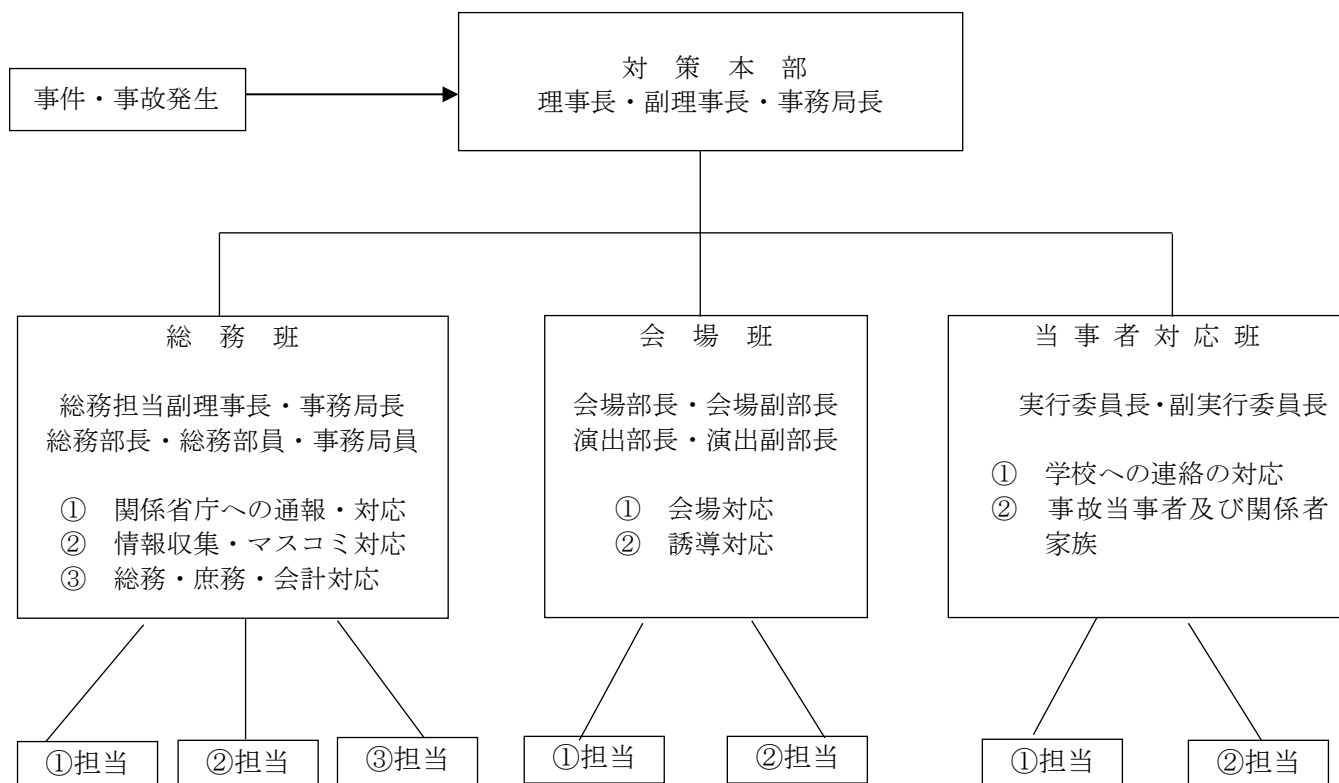 対　策　本　部
理事長・副理事長・事務局長
事件・事故発生
総　務　班
総務担当副理事長・事務局長
総務部長・総務部員・事務局員
①　関係省庁への通報・対応
②　情報収集・マスコミ対応
③　総務・庶務・会計対応
会　場　班
会場部長・会場副部長
演出部長・演出副部長
①　会場対応
②　誘導対応
当 事 者 対 応 班
実行委員長・副実行委員長
①　学校への連絡の対応
②　事故当事者及び関係者
家族
①担当
②担当
③担当
①担当
②担当
①担当
②担当